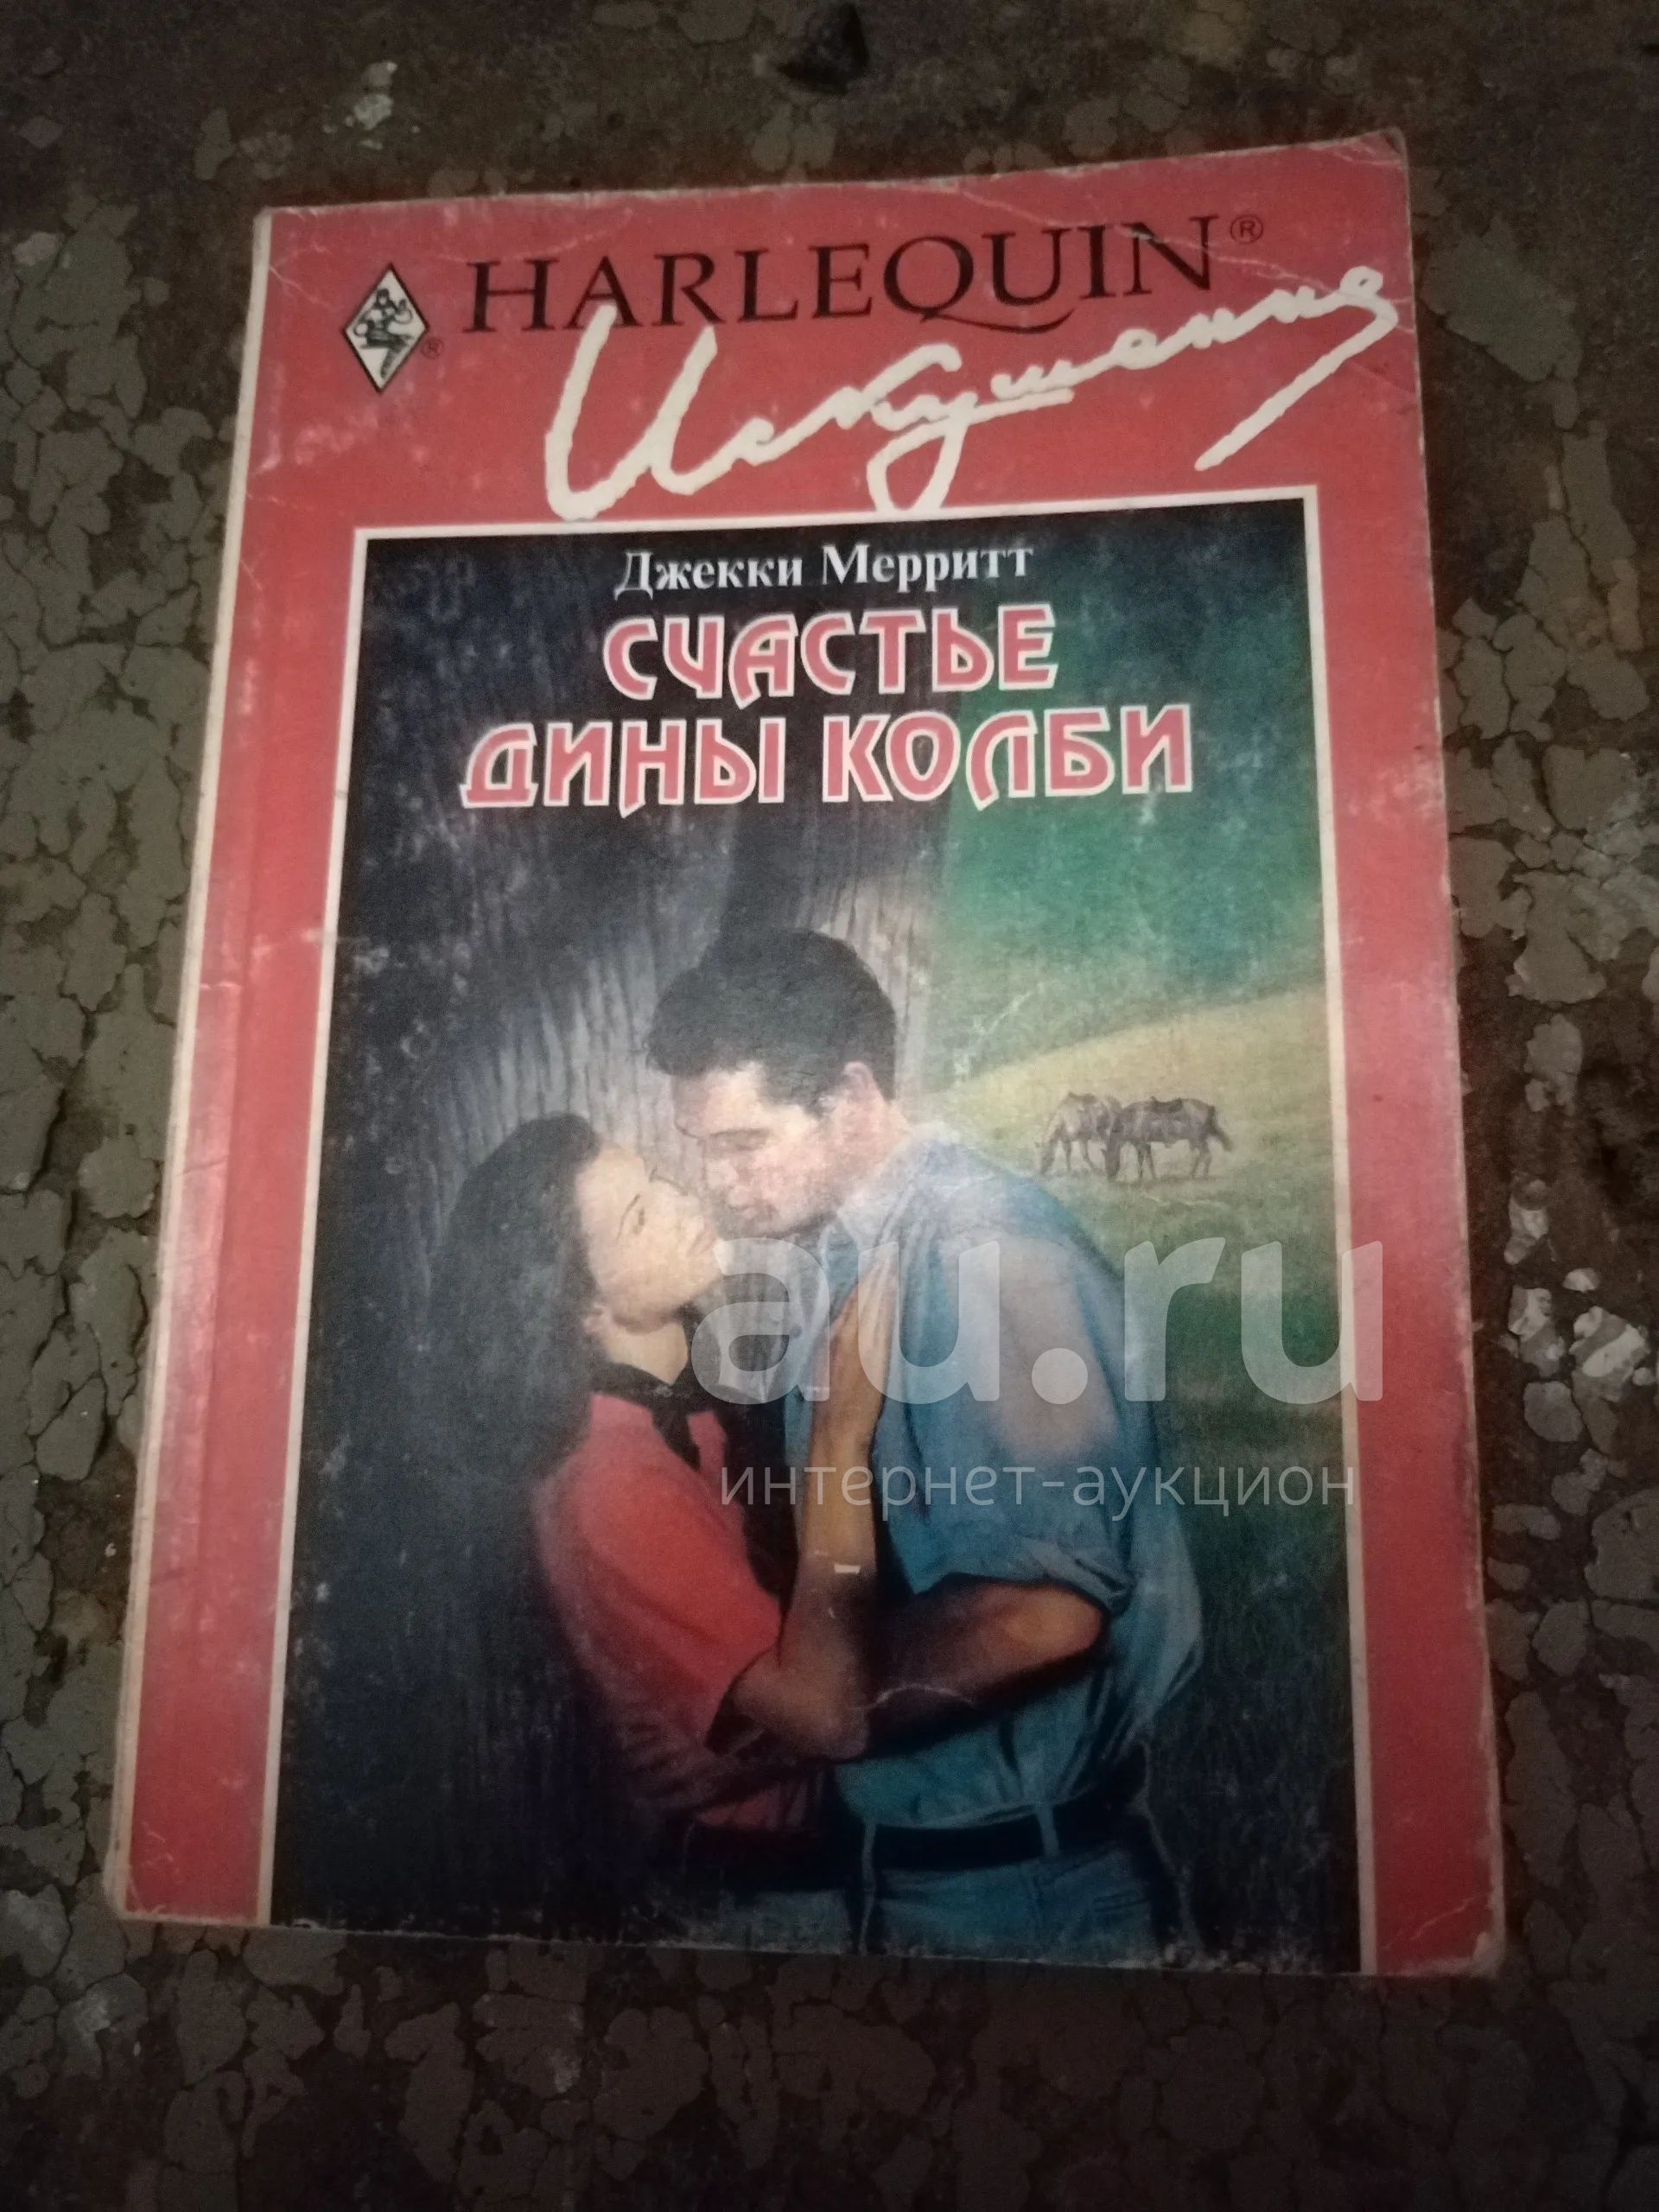 HARLEQUIN®
®
Искушение
Джекки Мерритт
СЧАСТЬЕ
ДИНЫ КОЛБИ
au.ru
интернет-аукцион